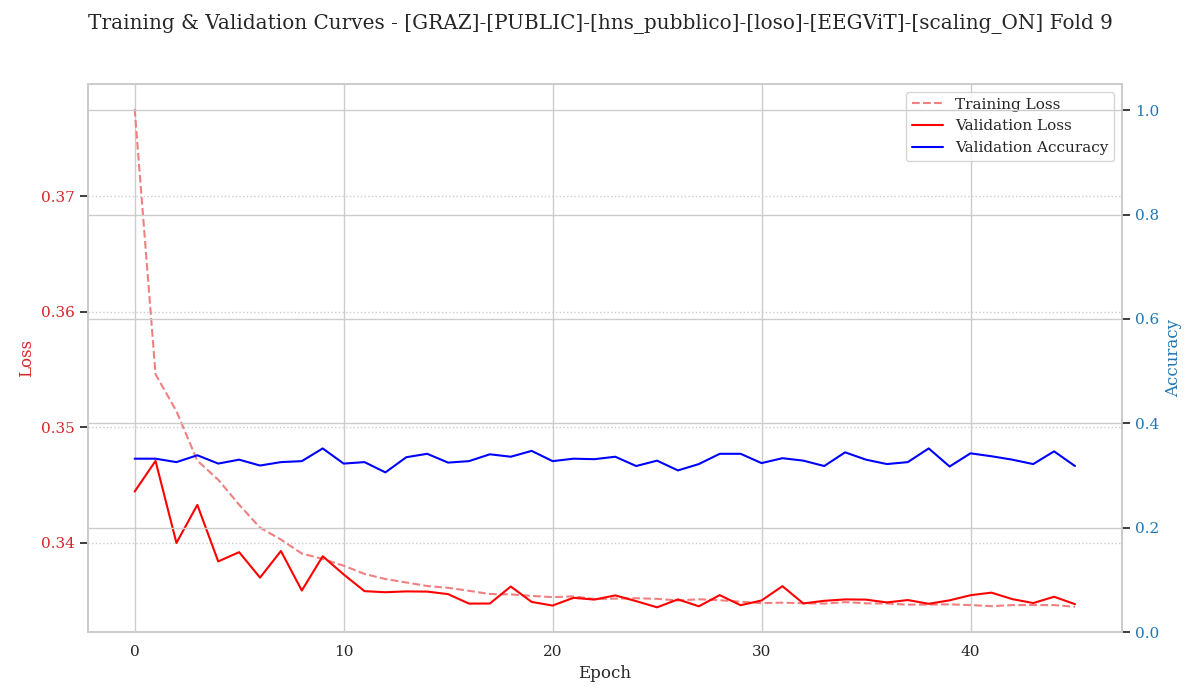 Training & Validation Curves - [GRAZ]-[PUBLIC]-[hns_pubblico]-[loso]-[EEGViT]-[scaling_ON] Fold 9
Training Loss
Validation Loss
Validation Accuracy
0.37
0.36
0.35
0.34
Loss
1.0
0.8
0.6
0.4
0.2
0.0
Accuracy
0
10
20
30
40
Epoch